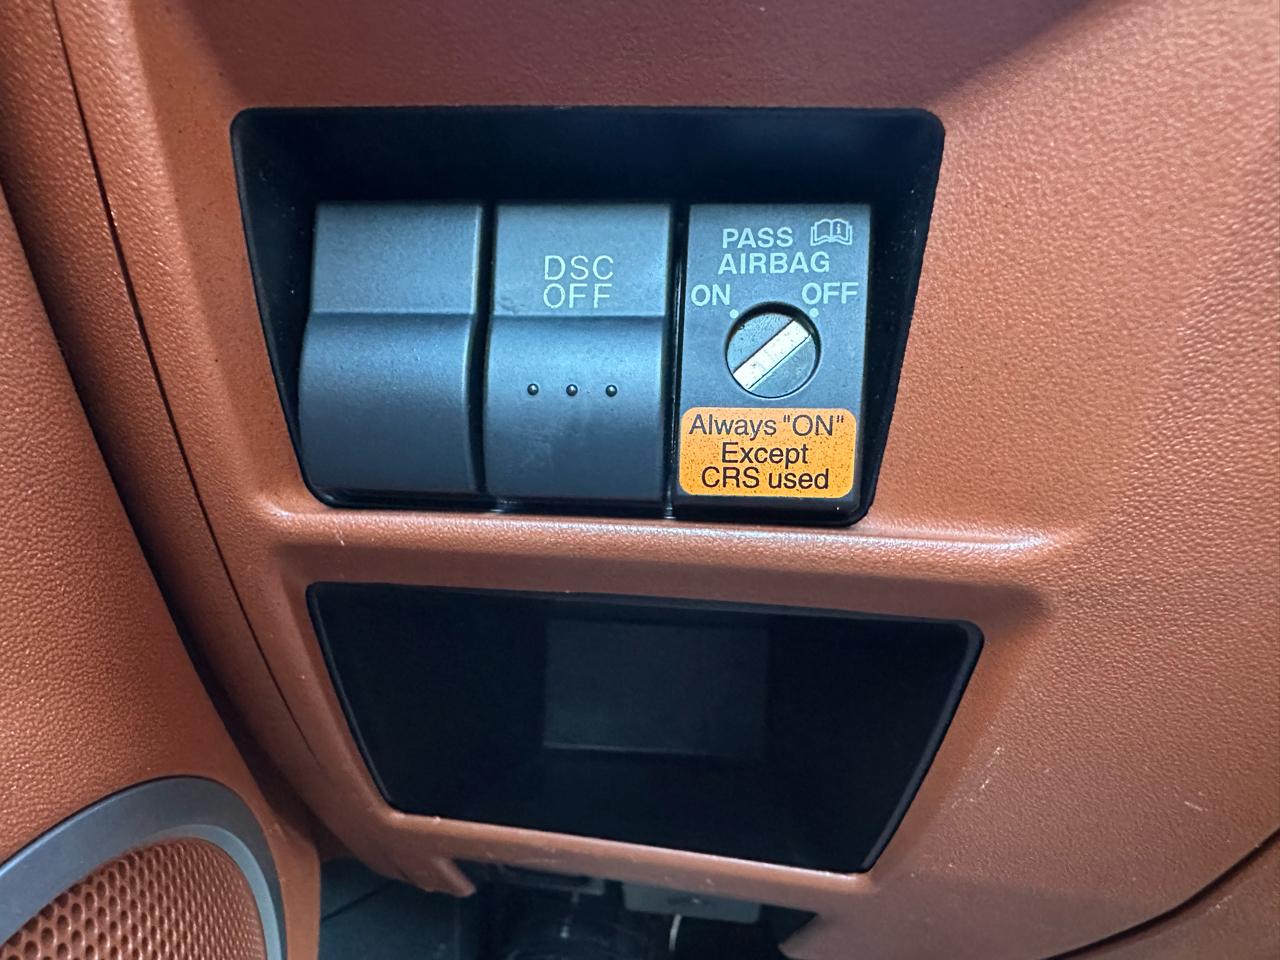 DSC
OFF
PASS
AIRBAG
ON OFF
Always "ON"
Except
CRS used